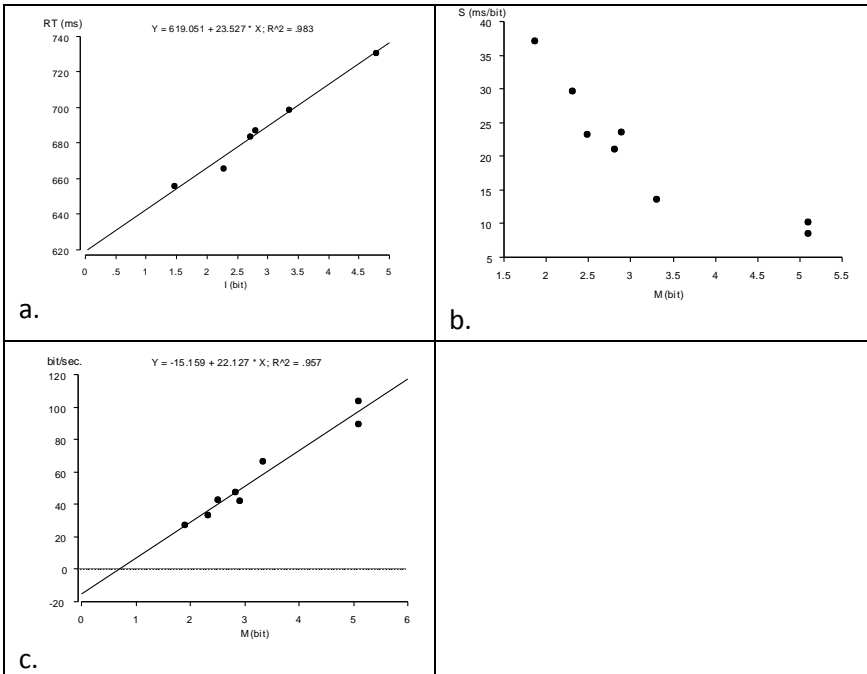 RT (ms)
Y = 619.051 + 23.527 * X; R^2 = .983
740
720
700
680
660
640
620
0 .5 1 1.5 2 2.5 3 3.5 4 4.5 5
I (bit)
a.
S (ms/bit)
40
35
30
25
20
15
10
5
1.5 2 2.5 3 3.5 4 4.5 5 5.5
M (bit)
b.
bit/sec.
Y = -15.159 + 22.127 * X; R^2 = .957
120
100
80
60
40
20
0
-20
0 1 2 3 4 5 6
M (bit)
c.